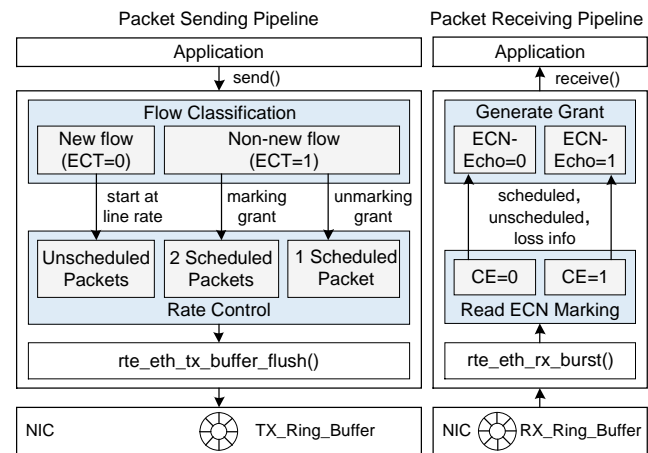 Packet Sending Pipeline
Application
send()
Flow Classification
New flow
(ECT=0)
Non-new flow
(ECT=1)
start at
line rate
marking
grant
unmarking
grant
Unscheduled
Packets
2 Scheduled
Packets
1 Scheduled
Packet
Rate Control
rte_eth_tx_buffer_flush()
NIC
TX_Ring_Buffer
Packet Receiving Pipeline
Application
receive()
Generate Grant
ECN-
Echo=0
ECN-
Echo=1
scheduled,
unscheduled,
loss info
CE=0
CE=1
Read ECN Marking
rte_eth_rx_burst()
NIC
RX_Ring_Buffer